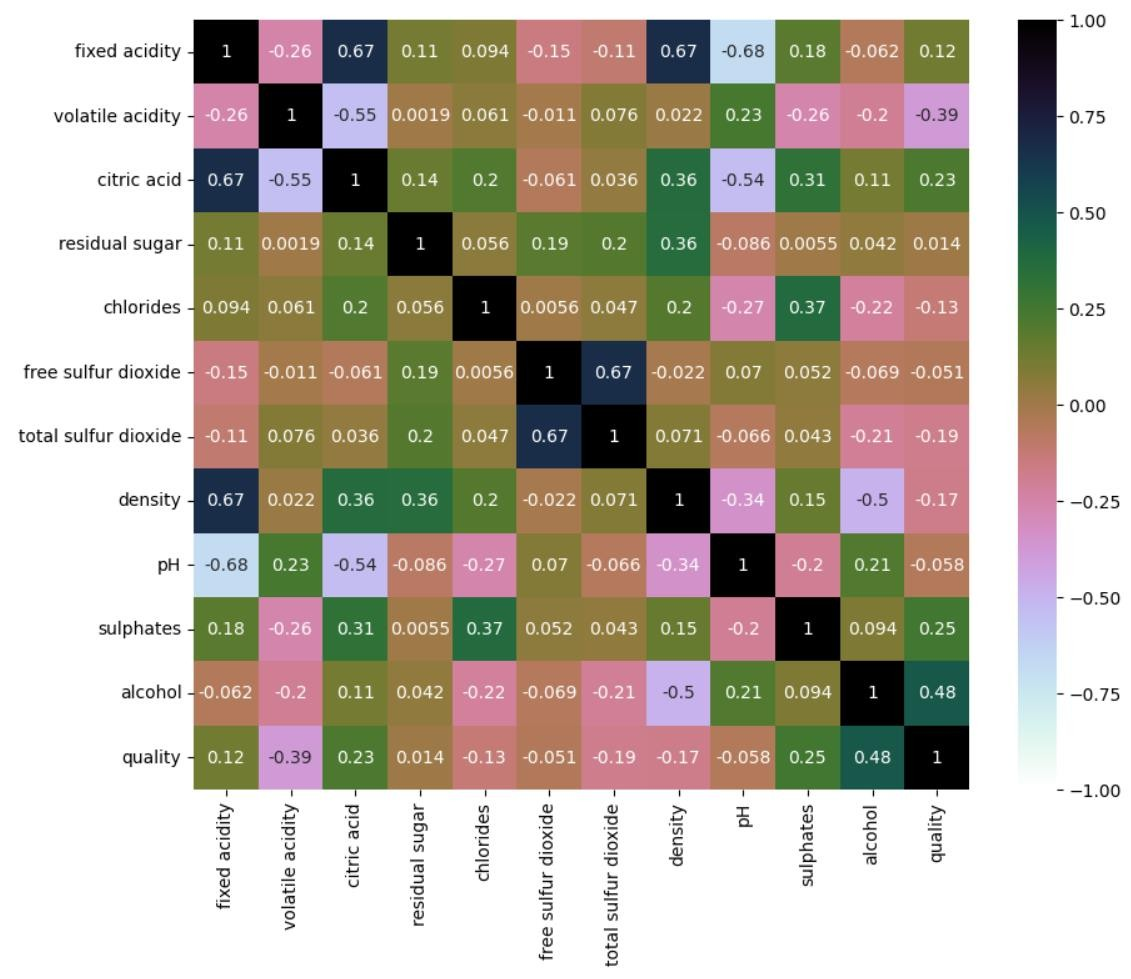 fixed acidity 1 -0.26 0.67 0.11 0.094 -0.15 -0.11 0.67 -0.68 0.18 -0.062 0.12
volatile acidity -0.26 1 -0.55 0.0019 0.061 -0.011 0.076 0.022 0.23 -0.26 -0.2 -0.39
citric acid 0.67 -0.55 1 0.14 0.2 -0.061 0.036 0.36 -0.54 0.31 0.11 0.23
residual sugar 0.11 0.0019 0.14 1 0.056 0.19 0.2 0.36 -0.086 0.0055 0.042 0.014
chlorides 0.094 0.061 0.2 0.056 1 0.0056 0.047 0.2 -0.27 0.37 -0.22 -0.13
free sulfur dioxide -0.15 -0.011 -0.061 0.19 0.0056 1 0.67 -0.022 0.07 0.052 -0.069 -0.051
total sulfur dioxide -0.11 0.076 0.036 0.2 0.047 0.67 1 0.071 -0.066 0.043 -0.21 -0.19
density 0.67 0.022 0.36 0.36 0.2 -0.022 0.071 1 -0.34 0.15 -0.5 -0.17
pH -0.68 0.23 -0.54 -0.086 -0.27 0.07 -0.066 -0.34 1 -0.2 0.21 -0.058
sulphates 0.18 -0.26 0.31 0.0055 0.37 0.052 0.043 0.15 -0.2 1 0.094 0.25
alcohol -0.062 -0.2 0.11 0.042 -0.22 -0.069 -0.21 -0.5 0.21 0.094 1 0.48
quality 0.12 -0.39 0.23 0.014 -0.13 -0.051 -0.19 -0.17 -0.058 0.25 0.48 1
fixed acidity
volatile acidity
citric acid
residual sugar
chlorides
free sulfur dioxide
total sulfur dioxide
density
pH
sulphates
alcohol
quality
1.00
0.75
0.50
0.25
0.00
−0.25
−0.50
−0.75
−1.00